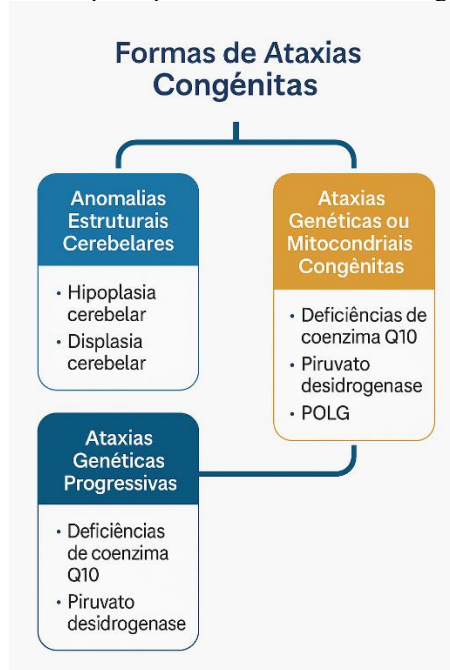 Formas de Ataxias
Congénitas
Anomalias
Estruturais
Cerebelares
• Hipoplasia
cerebelar
• Displasia
cerebelar
Ataxias
Genéticas ou
Mitocondriais
Congènitas
• Deficiências de
coenzima Q10
• Piruvato
desidrogenase
• POLG
Ataxias
Genéticas
Progressivas
• Deficiências
de coenzima
Q10
• Piruvato
desidrogenase